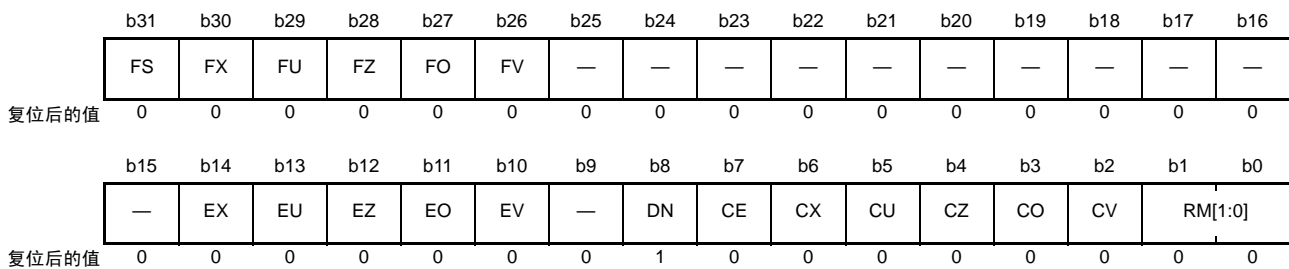 b31 b30 b29 b28 b27 b26 b25 b24 b23 b22 b21 b20 b19 b18 b17 b16
FS FX FU FZ FO FV — — — — — — — — — —
复位后的值 0 0 0 0 0 0 0 0 0 0 0 0 0 0 0 0
b15 b14 b13 b12 b11 b10 b9 b8 b7 b6 b5 b4 b3 b2 b1 b0
— EX EU EZ EO EV — DN CE CX CU CZ CO CV RM[1:0]
复位后的值 0 0 0 0 0 0 0 1 0 0 0 0 0 0 0 0